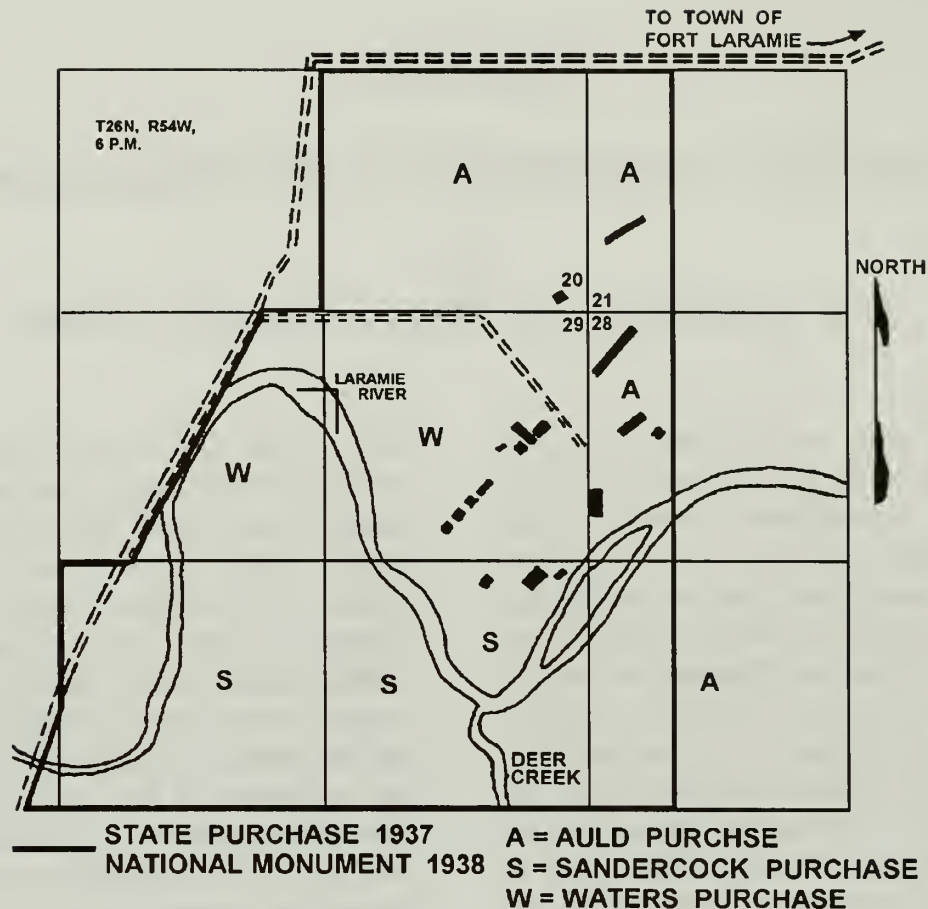 TO TOWN OF
FORT LARAMIE
T26N, R54W,
6 P.M.
A
A
NORTH
20
21
29
28
LARAMIE
RIVER
A
W
W
S
S
S
A
DEER
CREEK
STATE PURCHASE 1937
NATIONAL MONUMENT 1938
A = AULD PURCHSE
S = SANDERCOCK PURCHASE
W = WATERS PURCHASE